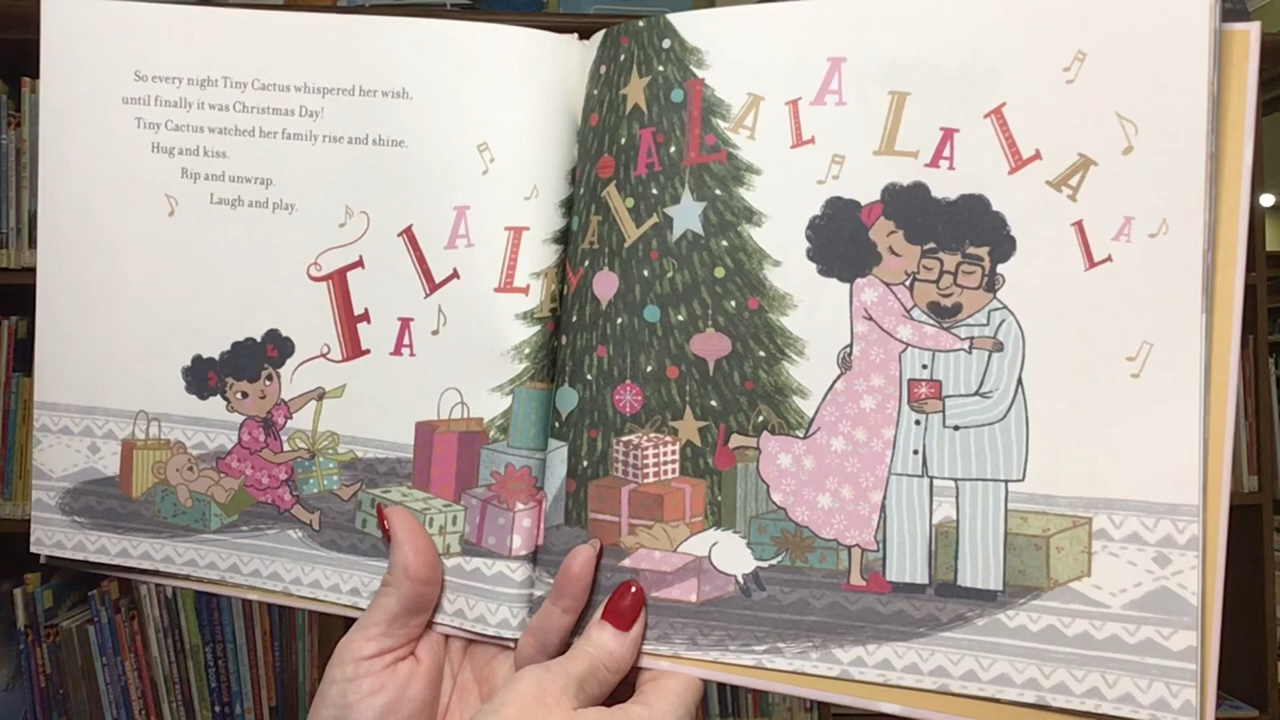 So every night Tiny Cactus whispered her wish,
until finally it was Christmas Day!
Tiny Cactus watched her family rise and shine.
Hug and kiss.
Rip and unwrap.
Laugh and play.
FA LA LA LA LA LA LA LA LA LA